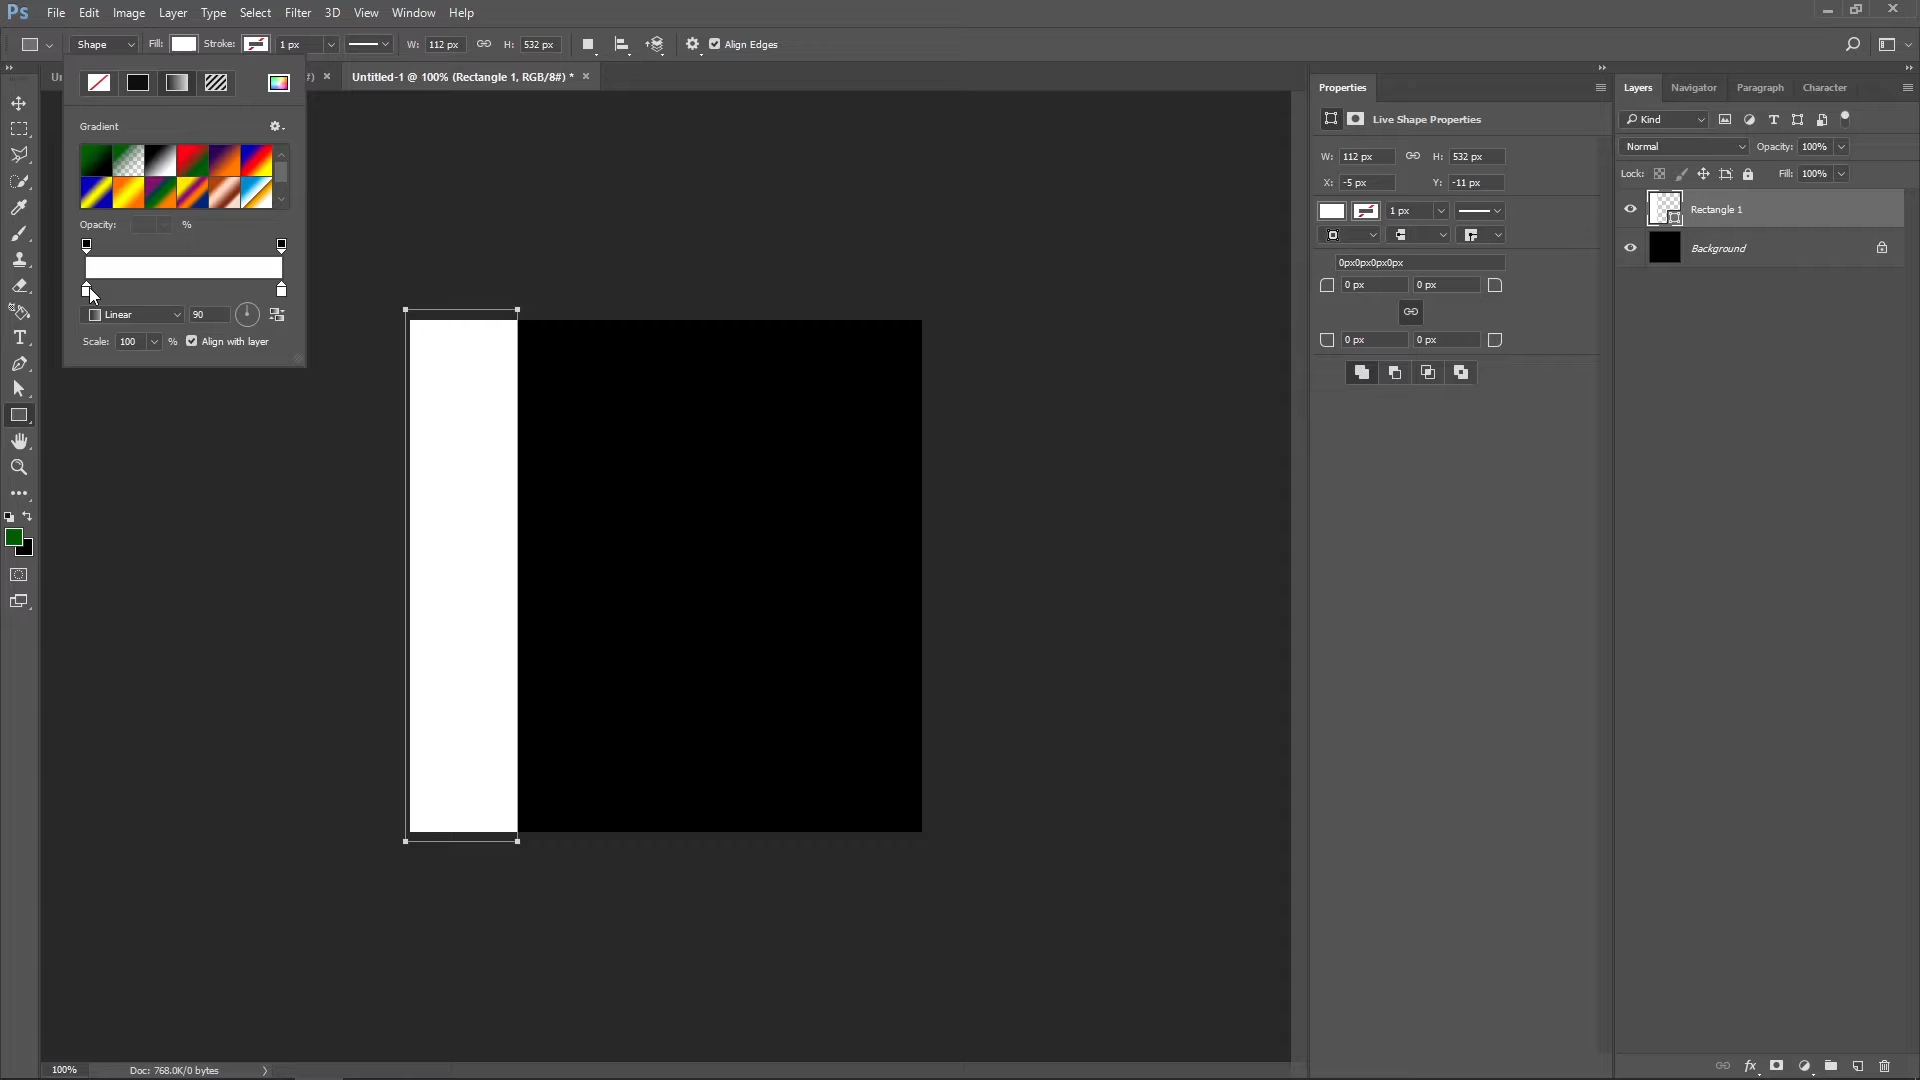 Ps File Edit Image Layer Type Select Filter 3D View Window Help
Shape Fill: Stroke: 1 px W: 112 px H: 532 px Align Edges
Untitled-1 @ 100% (Rectangle 1, RGB/8#) *
Gradient
Opacity: %
Linear 90
Scale: 100 % Align with layer
Properties
Live Shape Properties
W: 112 px H: 532 px
X: -5 px Y: -11 px
1 px
0px0px0px0px
0 px 0 px
0 px 0 px
Layers Navigator Paragraph Character
Kind
Normal Opacity: 100%
Lock: Fill: 100%
Rectangle 1
Background
fx
100% Doc: 768.0K/0 bytes